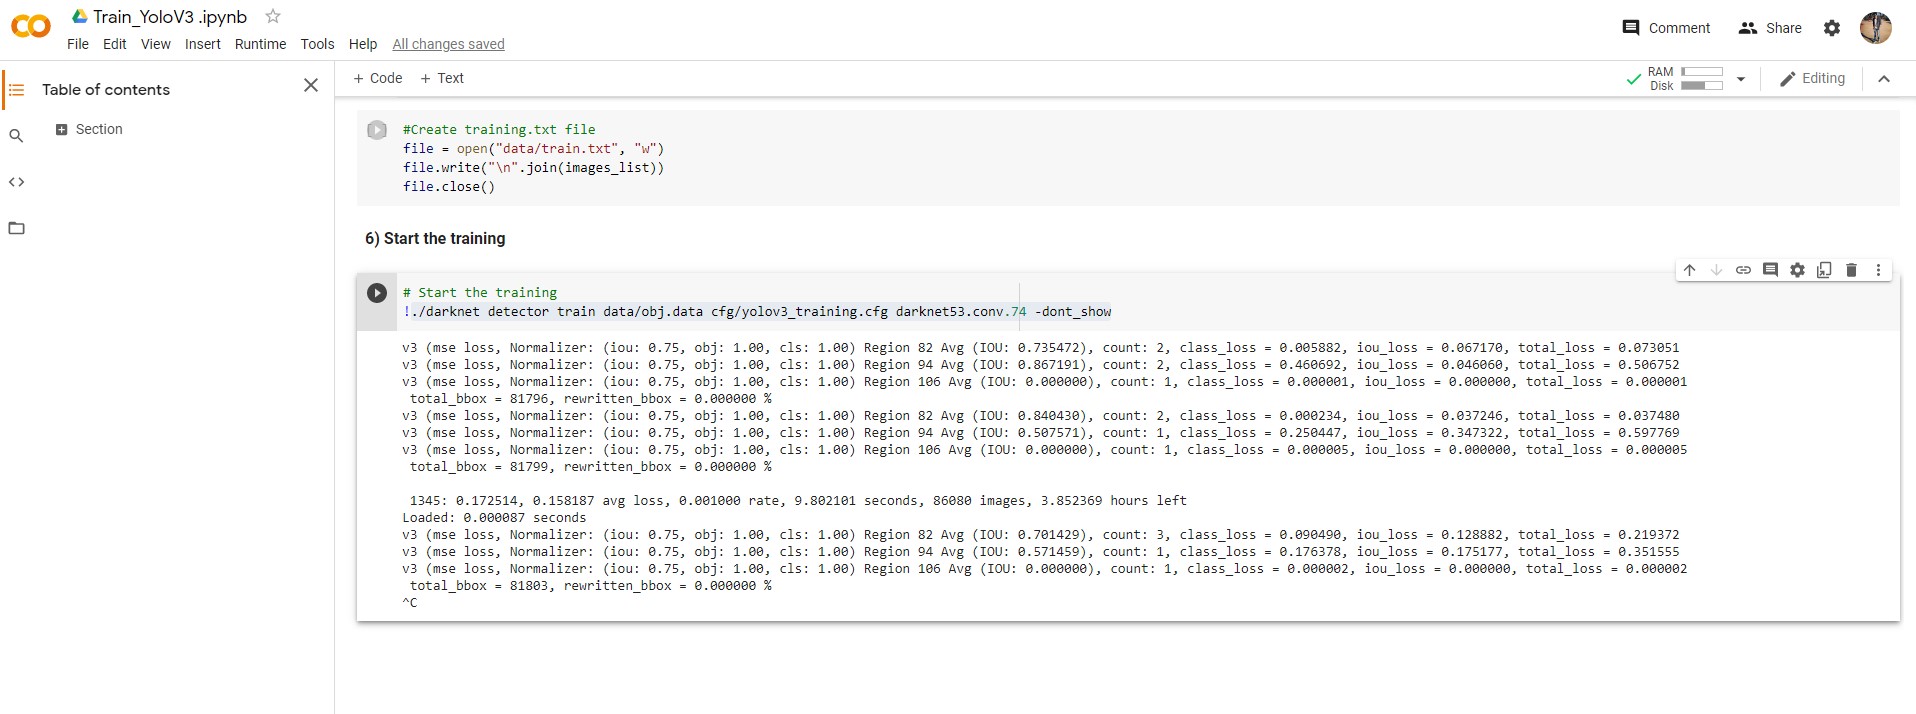 Train_YoloV3 .ipynb
File Edit View Insert Runtime Tools Help All changes saved
Comment Share
Table of contents
Section
+ Code + Text
RAM
Disk
Editing
#Create training.txt file
file = open("data/train.txt", "w")
file.write("\n".join(images_list))
file.close()
6) Start the training
# Start the training
!./darknet detector train data/obj.data cfg/yolov3_training.cfg darknet53.conv.74 -dont_show
v3 (mse loss, Normalizer: (iou: 0.75, obj: 1.00, cls: 1.00) Region 82 Avg (IOU: 0.735472), count: 2, class_loss = 0.005882, iou_loss = 0.067170, total_loss = 0.073051
v3 (mse loss, Normalizer: (iou: 0.75, obj: 1.00, cls: 1.00) Region 94 Avg (IOU: 0.867191), count: 2, class_loss = 0.460692, iou_loss = 0.046060, total_loss = 0.506752
v3 (mse loss, Normalizer: (iou: 0.75, obj: 1.00, cls: 1.00) Region 106 Avg (IOU: 0.000000), count: 1, class_loss = 0.000001, iou_loss = 0.000000, total_loss = 0.000001
total_bbox = 81796, rewritten_bbox = 0.000000 %
v3 (mse loss, Normalizer: (iou: 0.75, obj: 1.00, cls: 1.00) Region 82 Avg (IOU: 0.840430), count: 2, class_loss = 0.000234, iou_loss = 0.037246, total_loss = 0.037480
v3 (mse loss, Normalizer: (iou: 0.75, obj: 1.00, cls: 1.00) Region 94 Avg (IOU: 0.507571), count: 1, class_loss = 0.250447, iou_loss = 0.347322, total_loss = 0.597769
v3 (mse loss, Normalizer: (iou: 0.75, obj: 1.00, cls: 1.00) Region 106 Avg (IOU: 0.000000), count: 1, class_loss = 0.000005, iou_loss = 0.000000, total_loss = 0.000005
total_bbox = 81799, rewritten_bbox = 0.000000 %
1345: 0.172514, 0.158187 avg loss, 0.001000 rate, 9.802101 seconds, 86080 images, 3.852369 hours left
Loaded: 0.000087 seconds
v3 (mse loss, Normalizer: (iou: 0.75, obj: 1.00, cls: 1.00) Region 82 Avg (IOU: 0.701429), count: 3, class_loss = 0.090490, iou_loss = 0.128882, total_loss = 0.219372
v3 (mse loss, Normalizer: (iou: 0.75, obj: 1.00, cls: 1.00) Region 94 Avg (IOU: 0.571459), count: 1, class_loss = 0.176378, iou_loss = 0.175177, total_loss = 0.351555
v3 (mse loss, Normalizer: (iou: 0.75, obj: 1.00, cls: 1.00) Region 106 Avg (IOU: 0.000000), count: 1, class_loss = 0.000002, iou_loss = 0.000000, total_loss = 0.000002
total_bbox = 81803, rewritten_bbox = 0.000000 %
^C